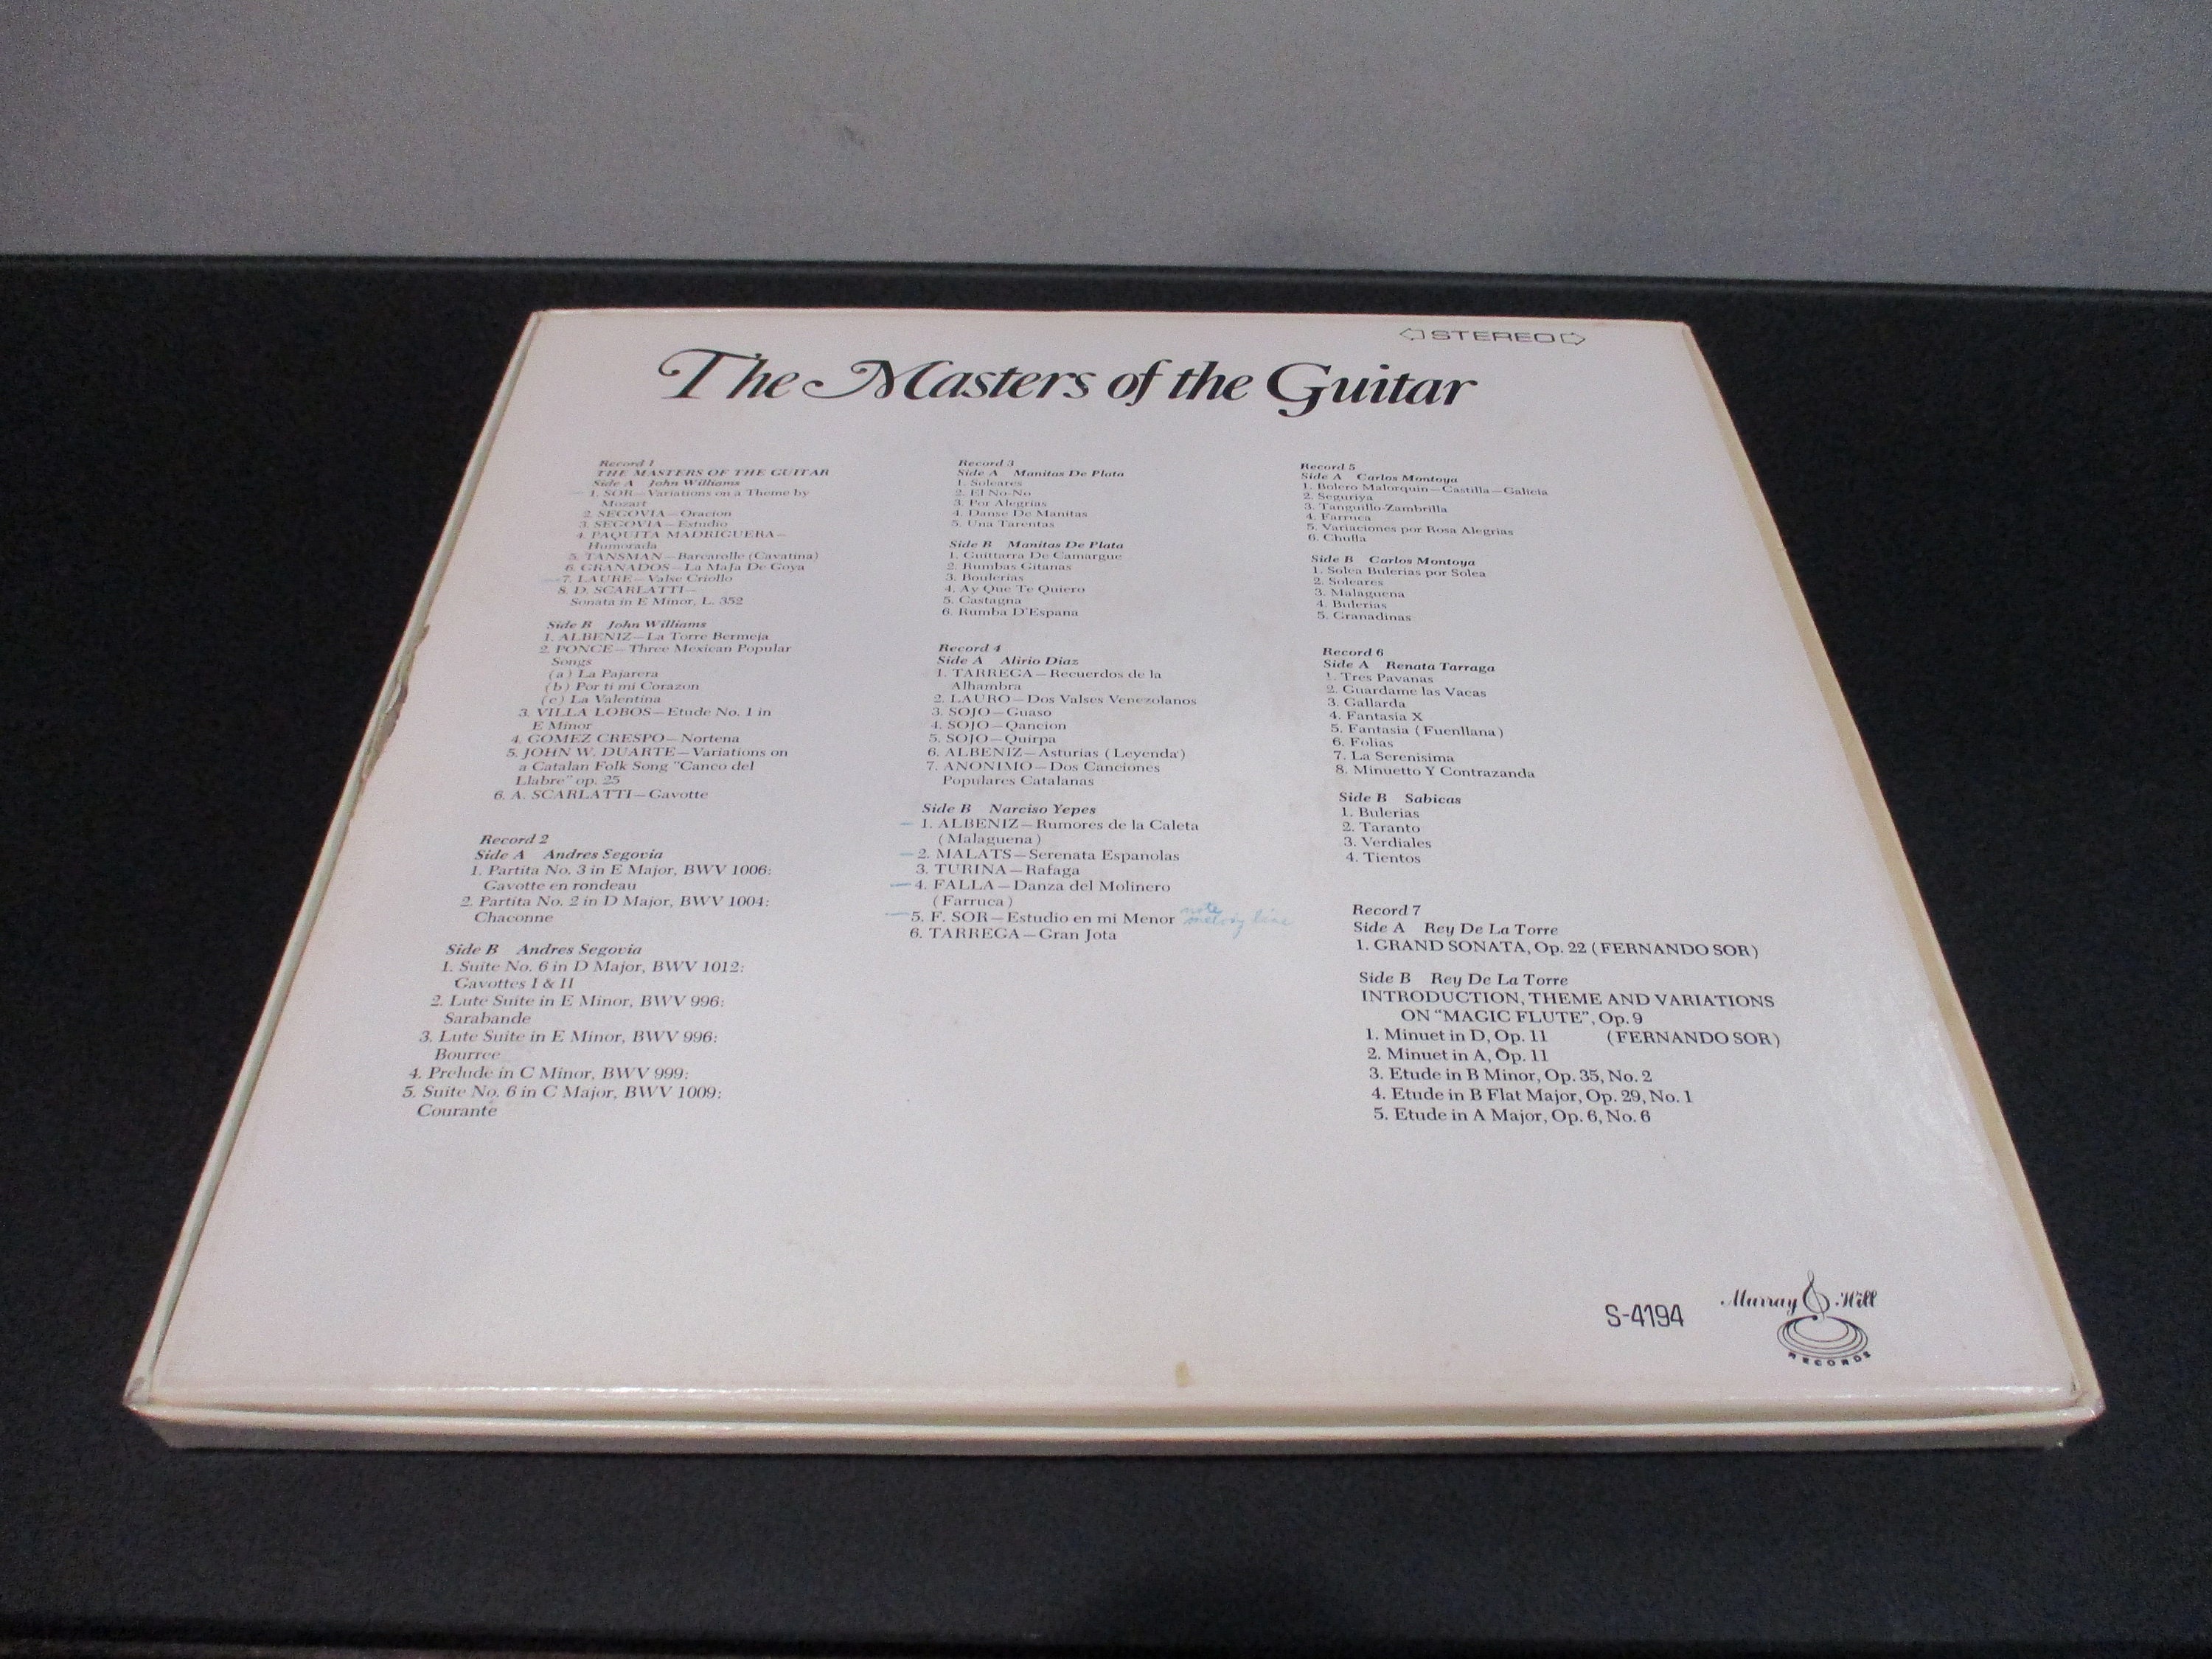 STEREO
The Masters of the Guitar
Record 1
THE MASTERS OF THE GUITAR
Side A John Williams
1. SOR—Variations on a Theme by
Mozart
2. SEGOVIA—Oracion
3. SEGOVIA—Estudio
4. PAQUITA MADRIGUERA—
Humorada
5. TANSMAN—Barcarolle (Cavatina)
6. GRANADOS—La Maja De Goya
7. LAURE—Valse Criollo
8. D. SCARLATTI—
Sonata in E Minor, L. 352
Side B John Williams
1. ALBENIZ—La Torre Bermeja
2. PONCE—Three Mexican Popular
Songs
(a) La Pajarera
(b) Por ti mi Corazon
(c) La Valentina
3. VILLA LOBOS—Etude No. 1 in
E Minor
4. GOMEZ CRESPO—Nortena
5. JOHN W. DUARTE—Variations on
a Catalan Folk Song "Canco del
Llabre" op. 25
6. A. SCARLATTI—Gavotte
Record 2
Side A Andres Segovia
1. Partita No. 3 in E Major, BWV 1006:
Gavotte en rondeau
2. Partita No. 2 in D Major, BWV 1004:
Chaconne
Side B Andres Segovia
1. Suite No. 6 in D Major, BWV 1012:
Gavottes I & II
2. Lute Suite in E Minor, BWV 996:
Sarabande
3. Lute Suite in E Minor, BWV 996:
Bourree
4. Prelude in C Minor, BWV 999:
5. Suite No. 6 in C Major, BWV 1009:
Courante
Record 3
Side A Manitas De Plata
1. Soleares
2. El No-No
3. Por Alegrias
4. Danse De Manitas
5. Una Tarentas
Side B Manitas De Plata
1. Guittarra De Camargue
2. Rumbas Gitanas
3. Boulerias
4. Ay Que Te Quiero
5. Castagna
6. Rumba D'Espana
Record 4
Side A Alirio Diaz
1. TARREGA—Recuerdos de la
Alhambra
2. LAURO—Dos Valses Venezolanos
3. SOJO—Guaso
4. SOJO—Qancion
5. SOJO—Quirpa
6. ALBENIZ—Asturias (Leyenda)
7. ANONIMO—Dos Canciones
Populares Catalanas
Side B Narciso Yepes
1. ALBENIZ—Rumores de la Caleta
(Malaguena)
2. MALATS—Serenata Espanolas
3. TURINA—Rafaga
4. FALLA—Danza del Molinero
(Farruca)
5. F. SOR—Estudio en mi Menor note melody line
6. TARREGA—Gran Jota
Record 5
Side A Carlos Montoya
1. Bolero Malorquin—Castilla—Galicia
2. Seguriya
3. Tanguillo-Zambrilla
4. Farruca
5. Variaciones por Rosa Alegrias
6. Chufla
Side B Carlos Montoya
1. Solea Bulerias por Solea
2. Soleares
3. Malaguena
4. Bulerias
5. Granadinas
Record 6
Side A Renata Tarraga
1. Tres Pavanas
2. Guardame las Vacas
3. Gallarda
4. Fantasia X
5. Fantasia (Fuenllana)
6. Folias
7. La Serenisima
8. Minuetto Y Contrazanda
Side B Sabicas
1. Bulerias
2. Taranto
3. Verdiales
4. Tientos
Record 7
Side A Rey De La Torre
1. GRAND SONATA, Op. 22 (FERNANDO SOR)
Side B Rey De La Torre
INTRODUCTION, THEME AND VARIATIONS
ON "MAGIC FLUTE", Op. 9
1. Minuet in D, Op. 11 (FERNANDO SOR)
2. Minuet in A, Op. 11
3. Etude in B Minor, Op. 35, No. 2
4. Etude in B Flat Major, Op. 29, No. 1
5. Etude in A Major, Op. 6, No. 6
S-4194
Murray Hill
RECORDS